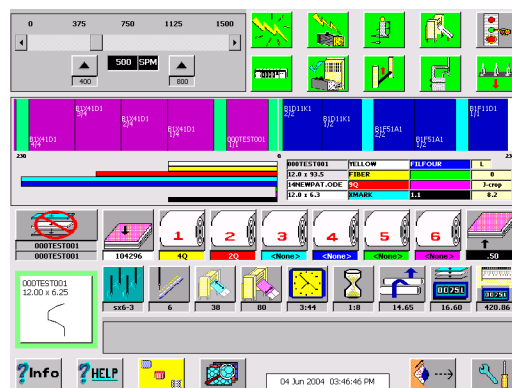 0 375 750 1125 1500
500 SPM
400 800
B1X41D1
4/4
B1X41D1
3/4
B1X41D1
2/4
B1X41D1
1/4
000TEST001
1/1
B1D11K1
2/2
B1D11K1
1/2
B1F51A1
2/2
B1F51A1
1/2
B1F11D1
1/1
230 0 230
000TEST001 YELLOW FILFOUR L
12.0 x 93.5 FIBER 0
14NEWPAT.ODE 9Q J-crop
12.0 x 6.3 XMARK 1.1 8.2
000TEST001
000TEST001
104296
1 2 3 4 5 6
4Q 2Q <None> <None> <None> <None>
.50
000TEST001
12.00 x 6.25
sx6-3 6 38 80 3:44 1:8 14.65 16.60 420.86
00751
00751
?Info ?HELP
04 Jun 2004 03:46:46 PM